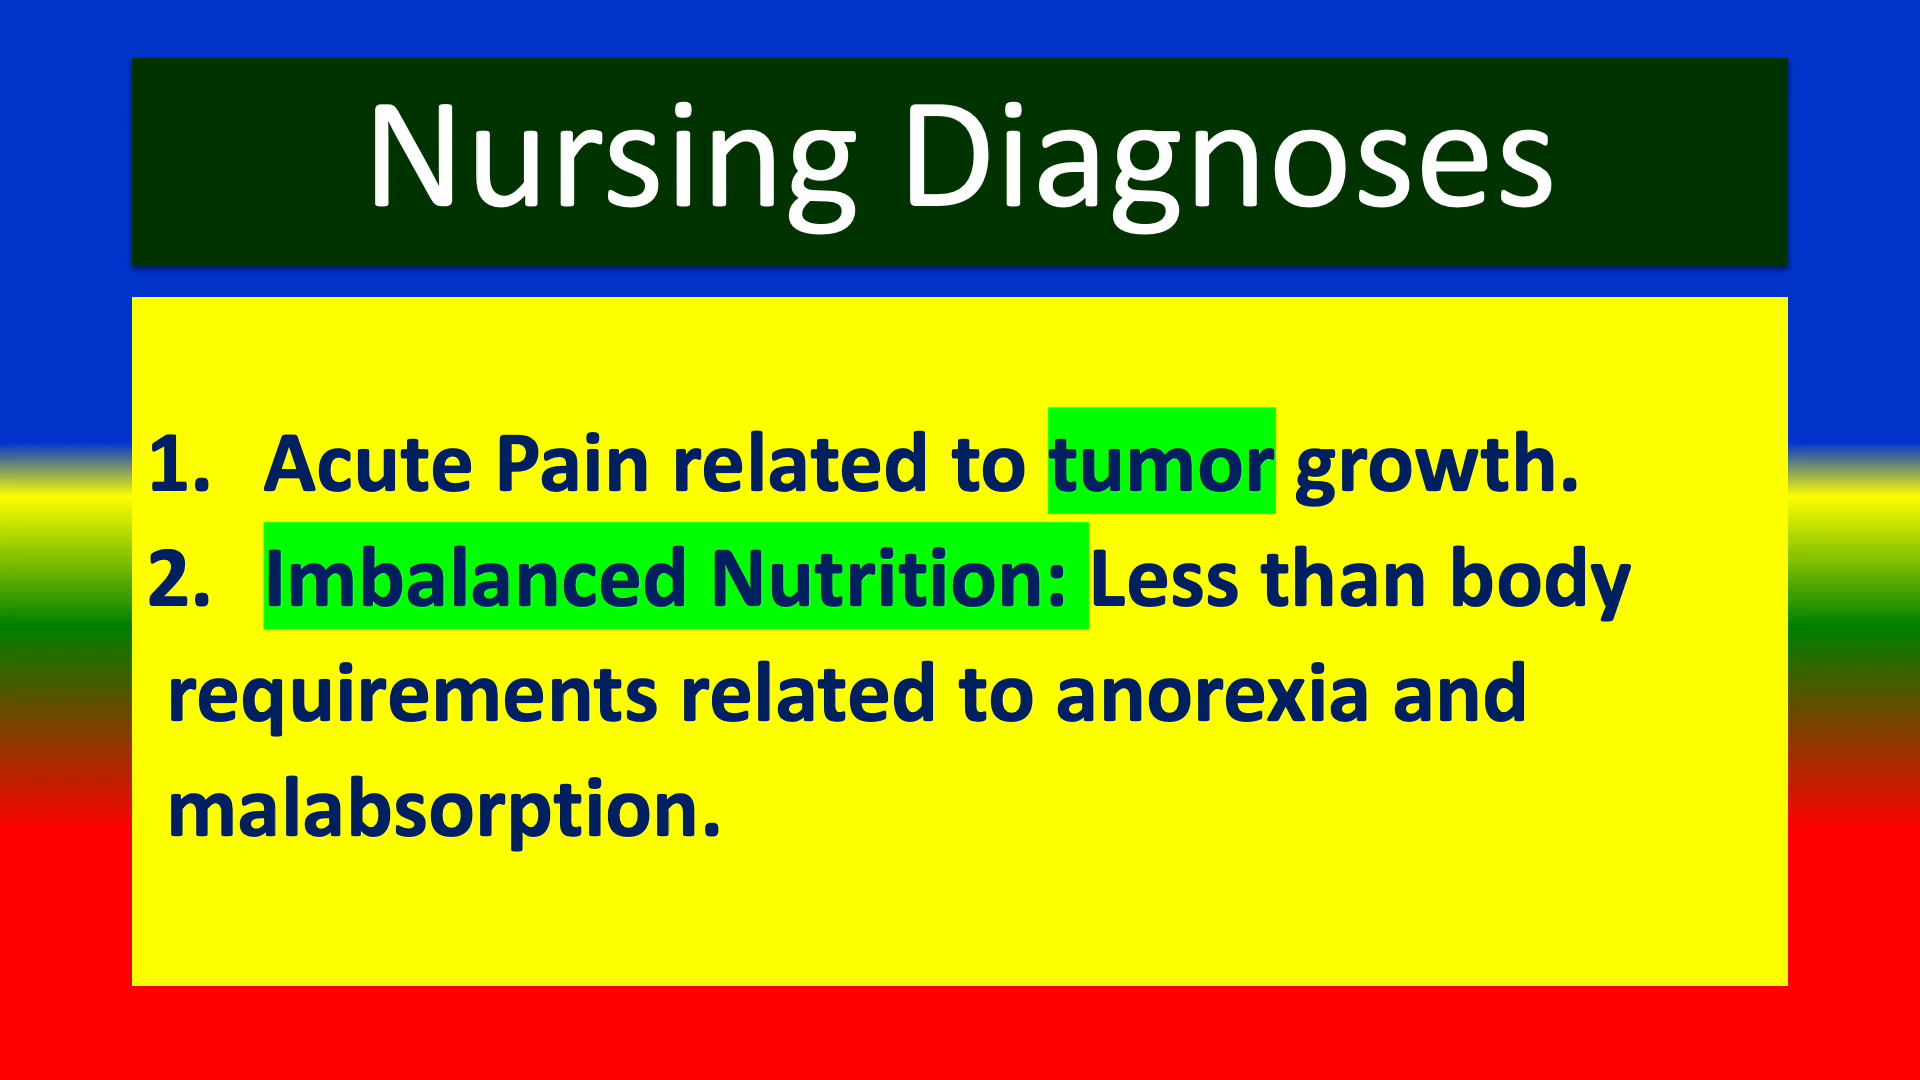 Nursing Diagnoses
1. Acute Pain related to tumor growth.
2. Imbalanced Nutrition: Less than body
requirements related to anorexia and
malabsorption.